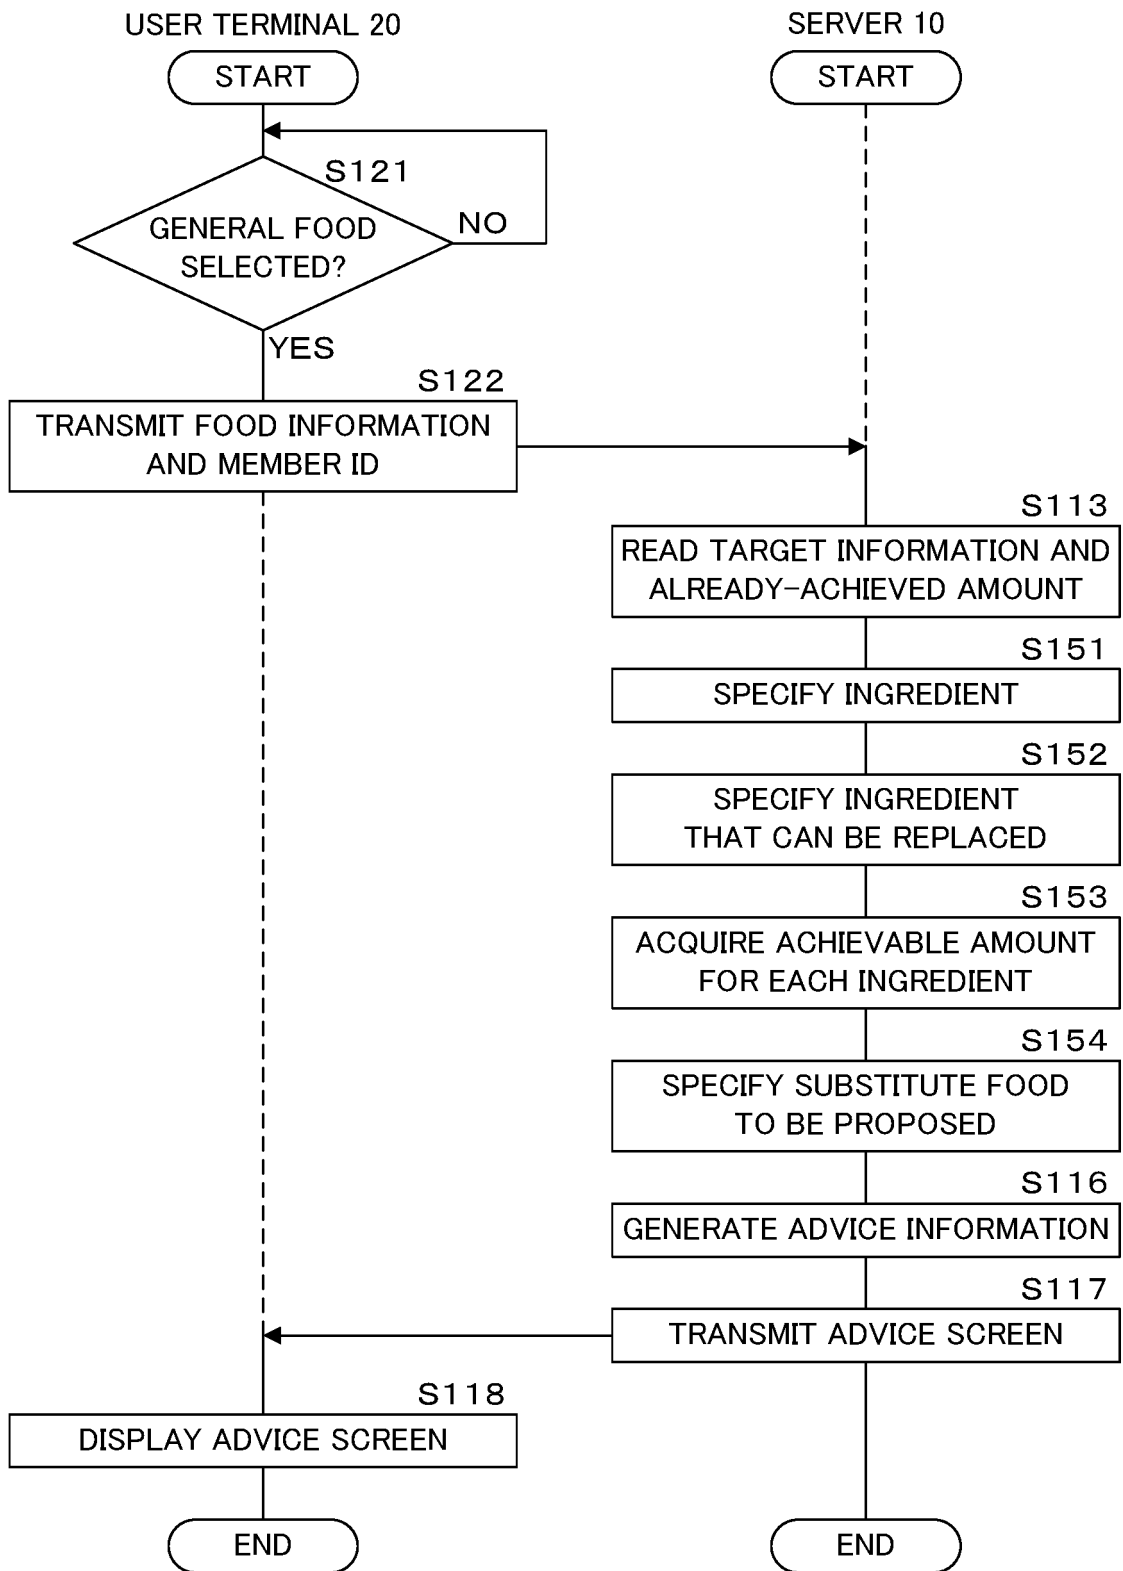 USER TERMINAL 20
SERVER 10
START
START
S121
GENERAL FOOD
SELECTED?
NO
YES
S122
TRANSMIT FOOD INFORMATION
AND MEMBER ID
S113
READ TARGET INFORMATION AND
ALREADY-ACHIEVED AMOUNT
S151
SPECIFY INGREDIENT
S152
SPECIFY INGREDIENT
THAT CAN BE REPLACED
S153
ACQUIRE ACHIEVABLE AMOUNT
FOR EACH INGREDIENT
S154
SPECIFY SUBSTITUTE FOOD
TO BE PROPOSED
S116
GENERATE ADVICE INFORMATION
S117
TRANSMIT ADVICE SCREEN
S118
DISPLAY ADVICE SCREEN
END
END